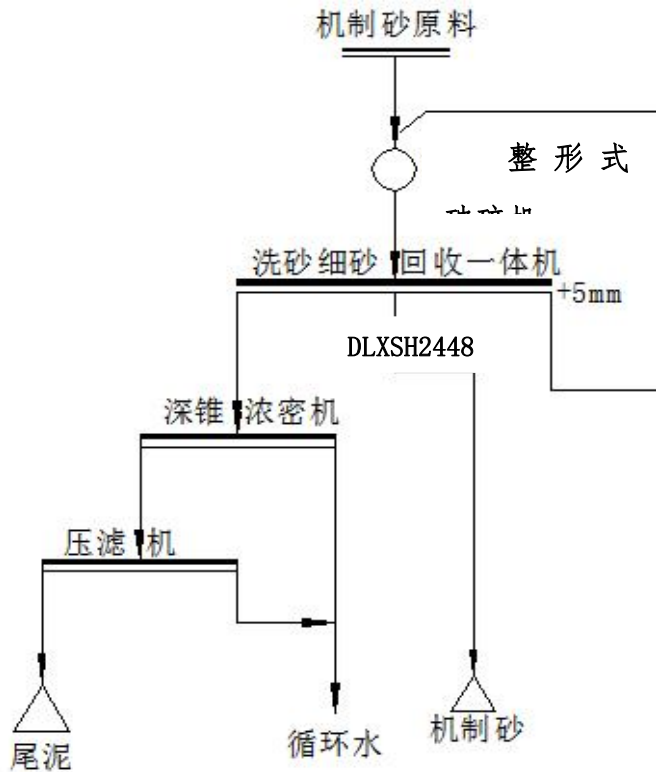 机制砂原料
整 形 式
洗砂细砂 回收一体机
+5mm
DLXSH2448
深锥 浓密机
压滤 机
尾泥
循环水
机制砂